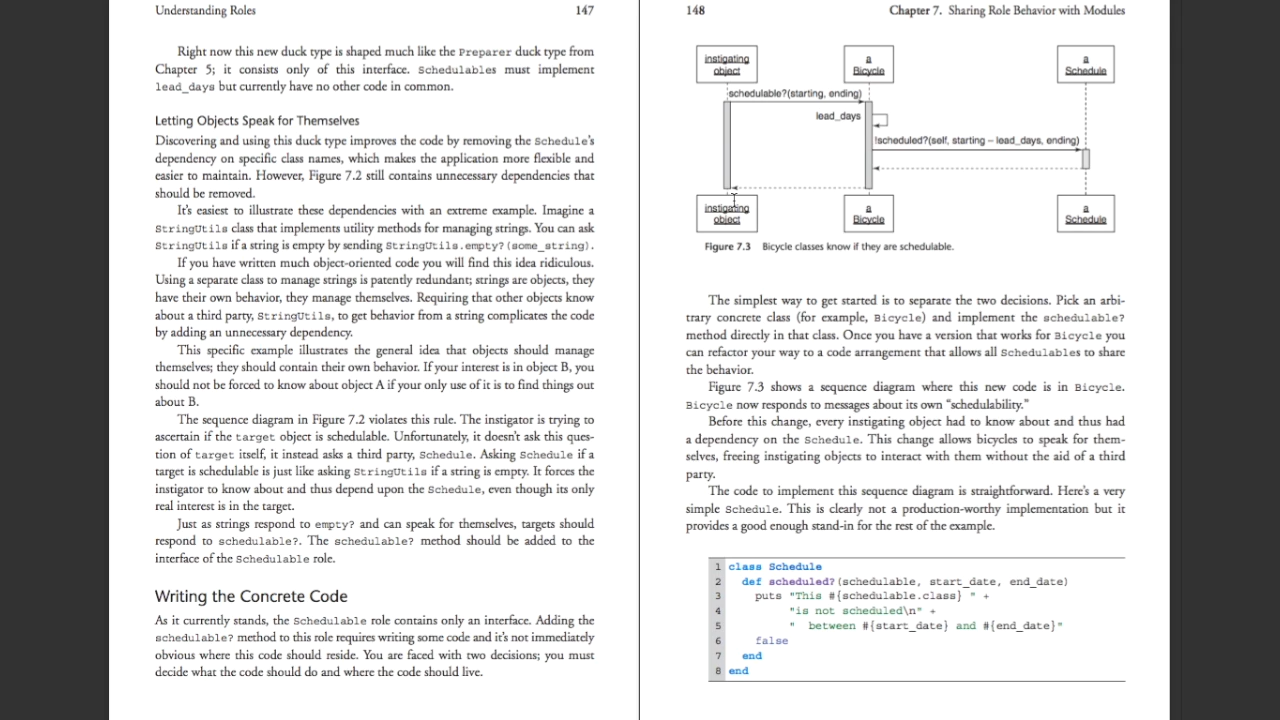 Understanding Roles 147
Right now this new duck type is shaped much like the Preparer duck type from
Chapter 5; it consists only of this interface. Schedulables must implement
lead_days but currently have no other code in common.
Letting Objects Speak for Themselves
Discovering and using this duck type improves the code by removing the Schedule's
dependency on specific class names, which makes the application more flexible and
easier to maintain. However, Figure 7.2 still contains unnecessary dependencies that
should be removed.
It's easiest to illustrate these dependencies with an extreme example. Imagine a
StringUtils class that implements utility methods for managing strings. You can ask
StringUtils if a string is empty by sending StringUtils.empty?(some_string).
If you have written much object-oriented code you will find this idea ridiculous.
Using a separate class to manage strings is patently redundant; strings are objects, they
have their own behavior, they manage themselves. Requiring that other objects know
about a third party, StringUtils, to get behavior from a string complicates the code
by adding an unnecessary dependency.
This specific example illustrates the general idea that objects should manage
themselves; they should contain their own behavior. If your interest is in object B, you
should not be forced to know about object A if your only use of it is to find things out
about B.
The sequence diagram in Figure 7.2 violates this rule. The instigator is trying to
ascertain if the target object is schedulable. Unfortunately, it doesn't ask this ques-
tion of target itself, it instead asks a third party, Schedule. Asking Schedule if a
target is schedulable is just like asking StringUtils if a string is empty. It forces the
instigator to know about and thus depend upon the Schedule, even though its only
real interest is in the target.
Just as strings respond to empty? and can speak for themselves, targets should
respond to schedulable?. The schedulable? method should be added to the
interface of the Schedulable role.
Writing the Concrete Code
As it currently stands, the Schedulable role contains only an interface. Adding the
schedulable? method to this role requires writing some code and it's not immediately
obvious where this code should reside. You are faced with two decisions; you must
decide what the code should do and where the code should live.
148 Chapter 7. Sharing Role Behavior with Modules
instigating
object
a
Bicycle
a
Schedule
schedulable?(starting, ending)
lead_days
!scheduled?(self, starting – lead_days, ending)
instigating
object
a
Bicycle
a
Schedule
Figure 7.3 Bicycle classes know if they are schedulable.
The simplest way to get started is to separate the two decisions. Pick an arbi-
trary concrete class (for example, Bicycle) and implement the schedulable?
method directly in that class. Once you have a version that works for Bicycle you
can refactor your way to a code arrangement that allows all Schedulables to share
the behavior.
Figure 7.3 shows a sequence diagram where this new code is in Bicycle.
Bicycle now responds to messages about its own “schedulability.”
Before this change, every instigating object had to know about and thus had
a dependency on the Schedule. This change allows bicycles to speak for them-
selves, freeing instigating objects to interact with them without the aid of a third
party.
The code to implement this sequence diagram is straightforward. Here's a very
simple Schedule. This is clearly not a production-worthy implementation but it
provides a good enough stand-in for the rest of the example.
1 class Schedule
2 def scheduled?(schedulable, start_date, end_date)
3 puts "This #{schedulable.class} " +
4 "is not scheduled\n" +
5 " between #{start_date} and #{end_date}"
6 false
7 end
8 end